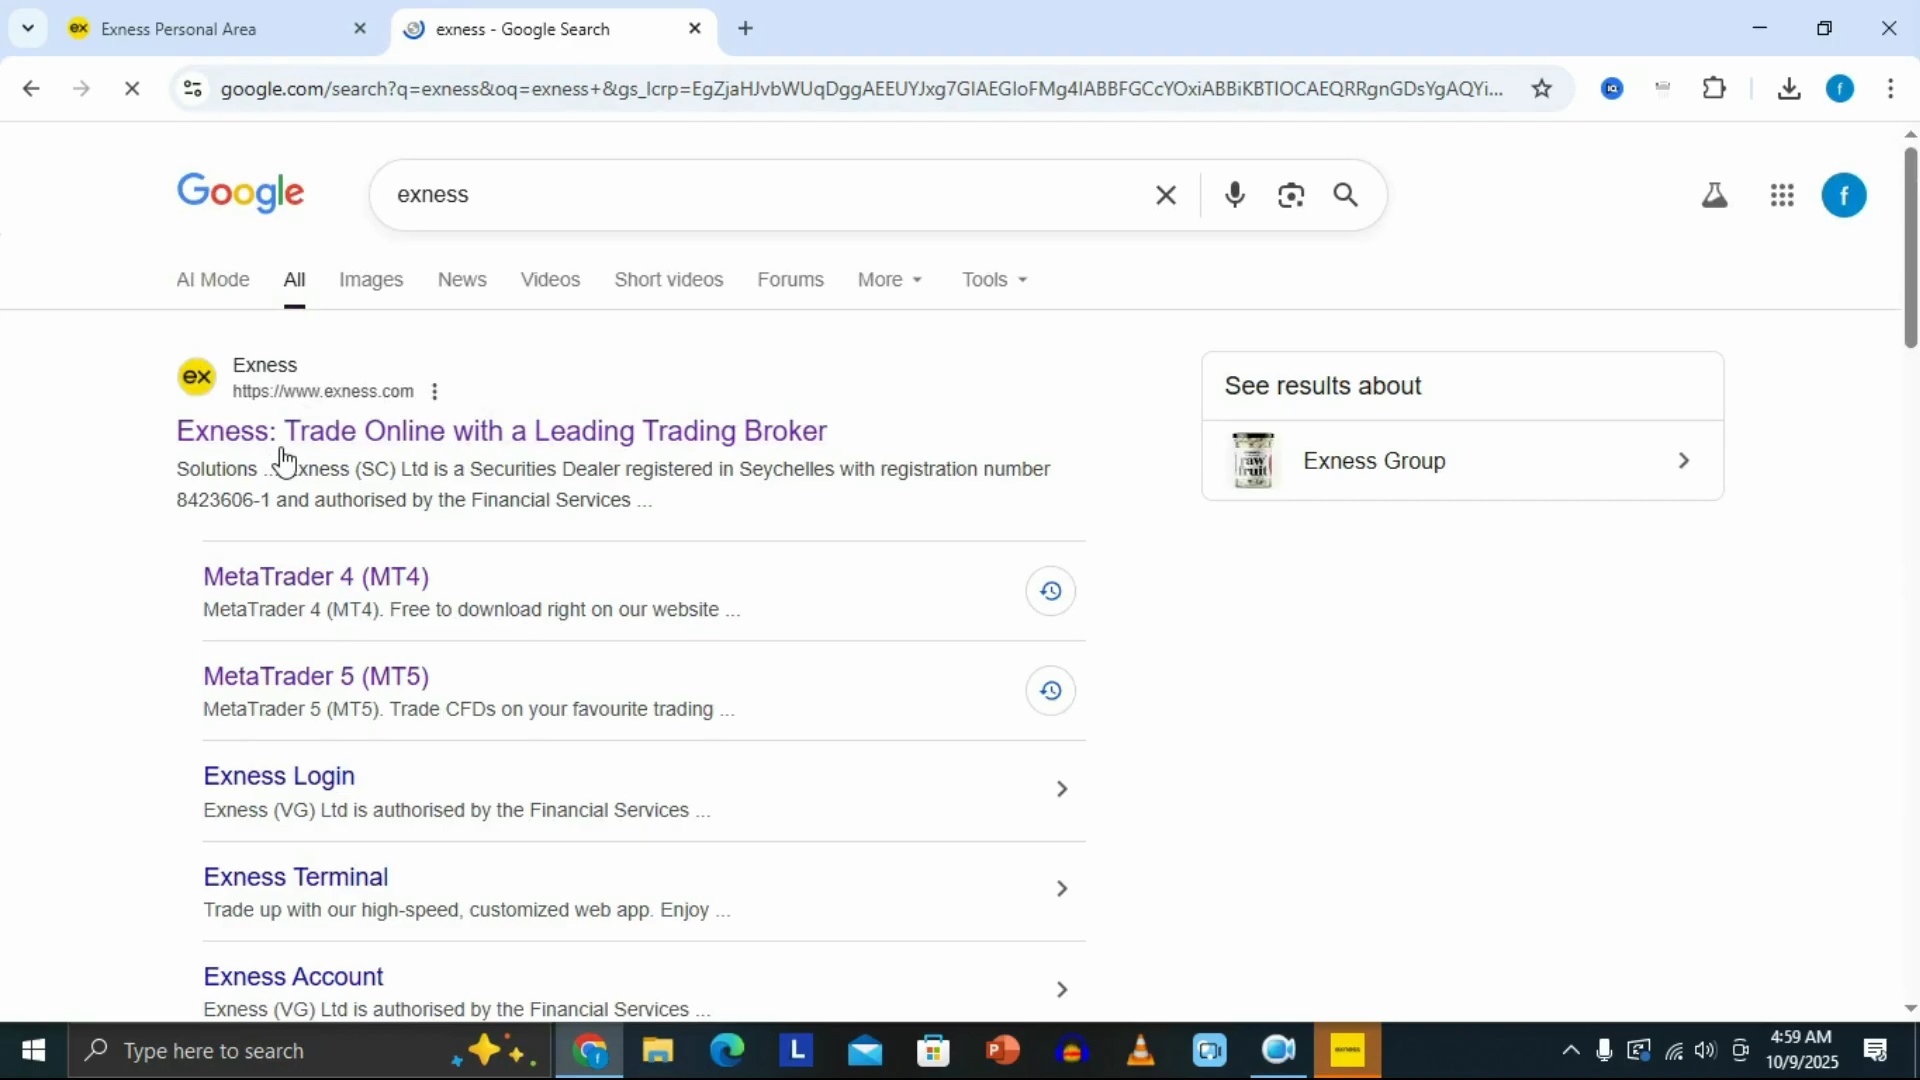 Exness Personal Area
exness - Google Search
google.com/search?q=exness&oq=exness+&gs_lcrp=EgZjaHJvbWUqDggAEEUYJxg7GIAEGIoFMg4IABBFGCcYOxiABBiKBTIOCAEQRRgnGDsYgAQYi...
f
Google
exness
f
AI Mode
All
Images
News
Videos
Short videos
Forums
More
Tools
ex
Exness
https://www.exness.com
Exness: Trade Online with a Leading Trading Broker
Solutions ... Exness (SC) Ltd is a Securities Dealer registered in Seychelles with registration number
8423606-1 and authorised by the Financial Services ...
See results about
raw
fruit
Exness Group
MetaTrader 4 (MT4)
MetaTrader 4 (MT4). Free to download right on our website ...
MetaTrader 5 (MT5)
MetaTrader 5 (MT5). Trade CFDs on your favourite trading ...
Exness Login
Exness (VG) Ltd is authorised by the Financial Services ...
Exness Terminal
Trade up with our high-speed, customized web app. Enjoy ...
Exness Account
Exness (VG) Ltd is authorised by the Financial Services ...
Type here to search
L
P
exness
4:59 AM
10/9/2025